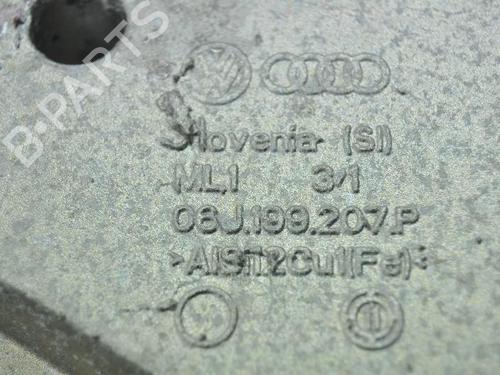 B-PARTS
Slovenia (SI)
ML1 3/1
06J.199.207.P
>AlSi12Cu1(Fe)<